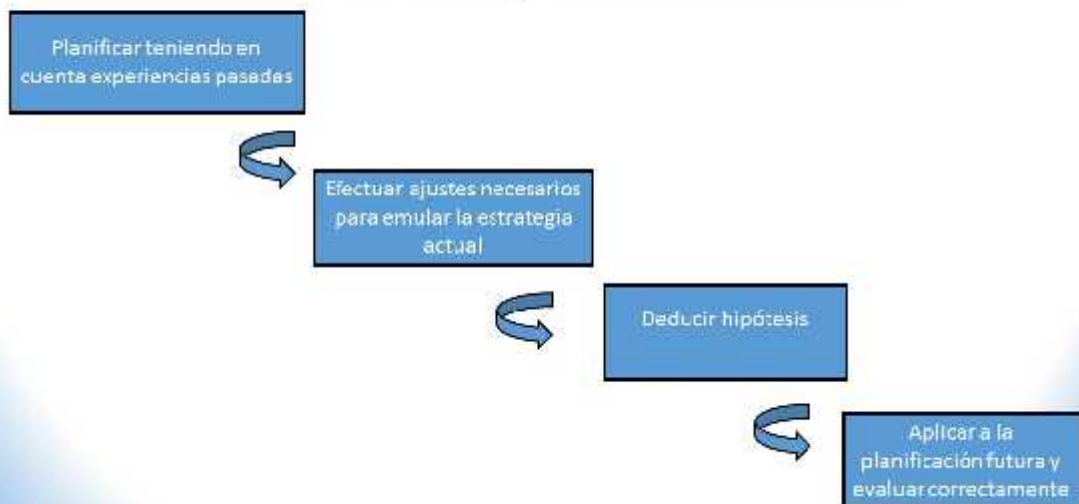 Planificar teniendo en
cuenta experiencias pasadas
Efectuar ajustes necesarios
para emular la estrategia
actual
Deducir hipótesis
Aplicar a la
planificación futura y
evaluar correctamente